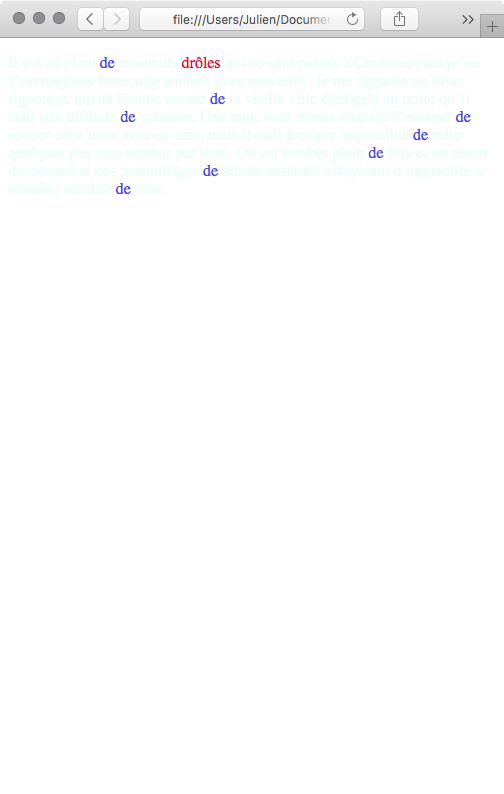 file:///Users/Julien/Documen
Il y a eu plein de moments drôles qui ce sont passés à Cracovie puisqu'on
s'est toujours beaucoup amusés avec mes amis. Je me rappelle un hiver
rigoureux quand Planty, autour de la vieille ville était gelé au point qu'il
était très difficile de marcher. Une nuit, nous étions en train d'essayer de
rentrer chez nous avec un ami, mais il était presque impossible de faire
quelques pas sans tomber par terre. On est tombés plein de fois et on aurait
dit comme si des personnages de bande-dessinée essayaient d'apprendre à
marcher au clair de lune.